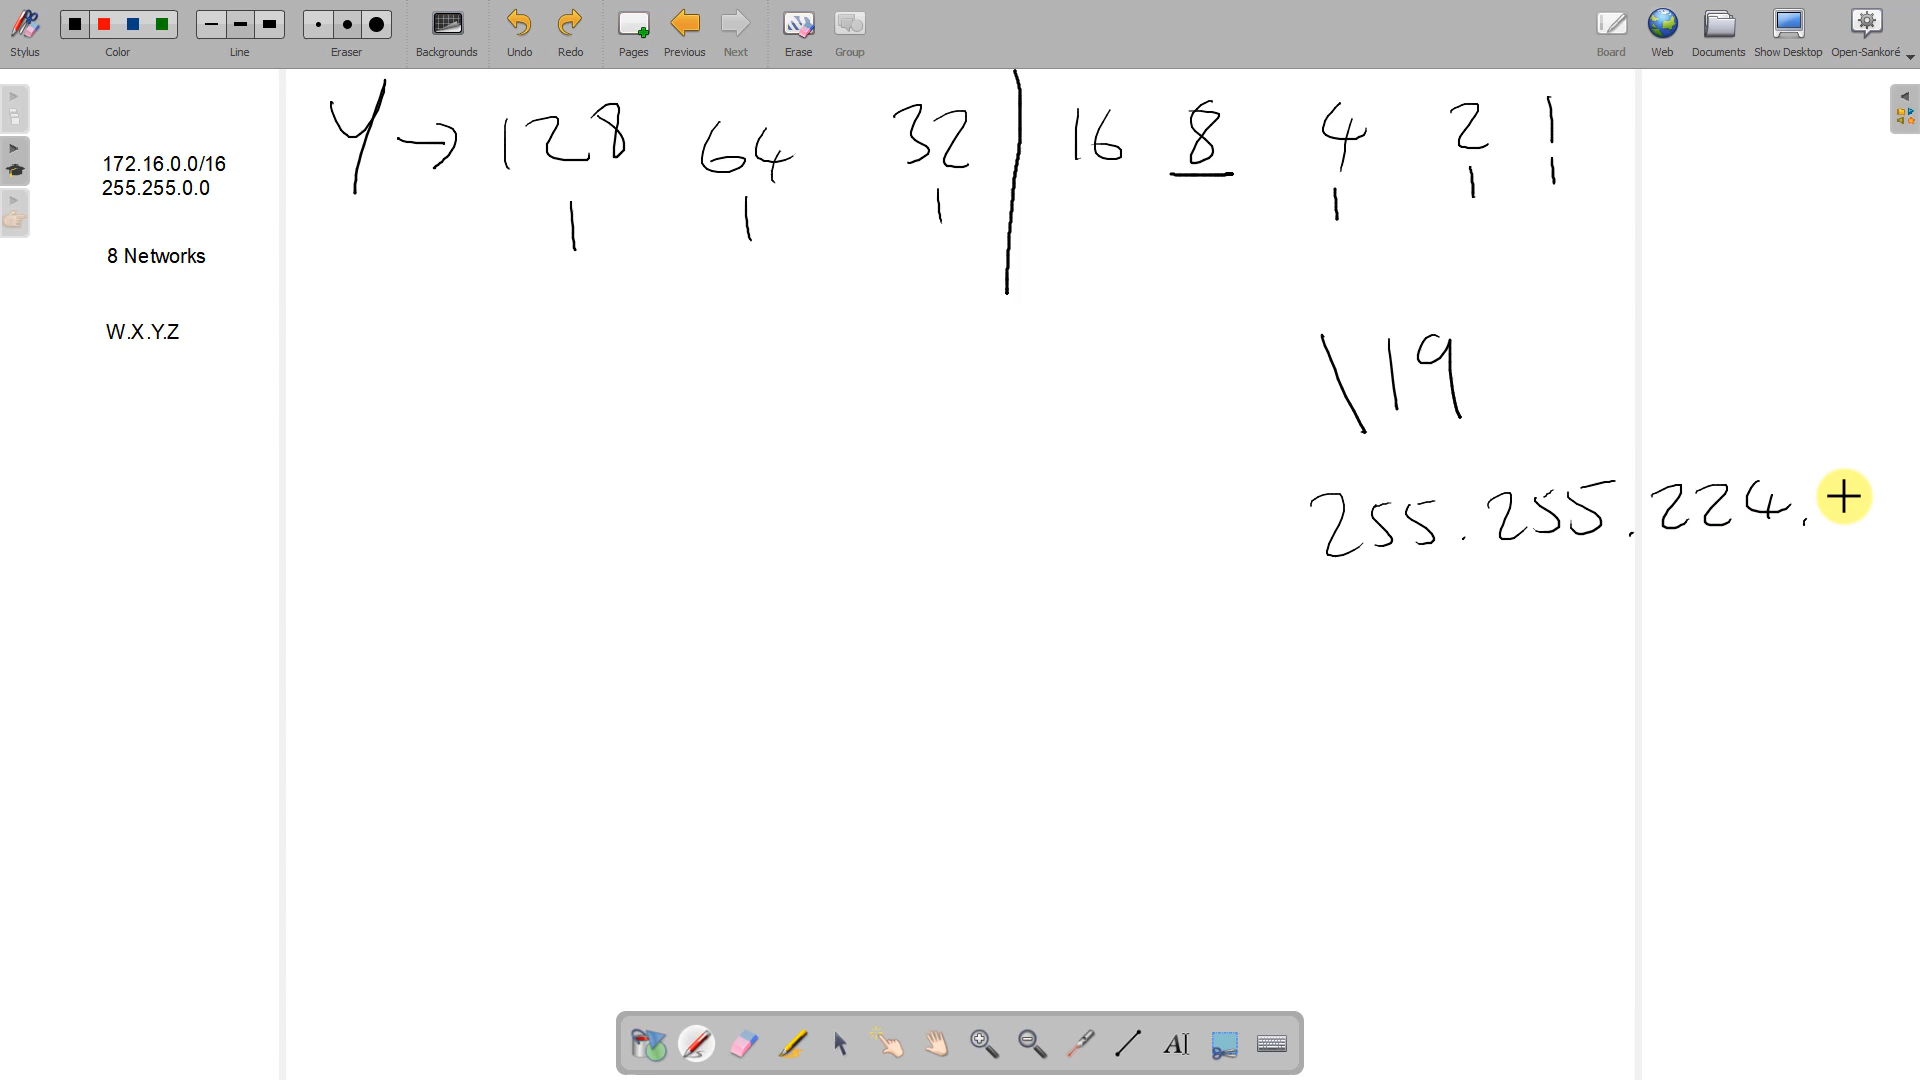 Stylus Color Line Eraser Backgrounds Undo Redo Pages Previous Next Erase Group Board Web Documents Show Desktop Open-Sankoré
Y → 128 64 32 16 8 4 2 1
1 1 1 1 1 1
172.16.0.0/16
255.255.0.0
8 Networks
W.X.Y.Z
\19
255.255.224.
AI